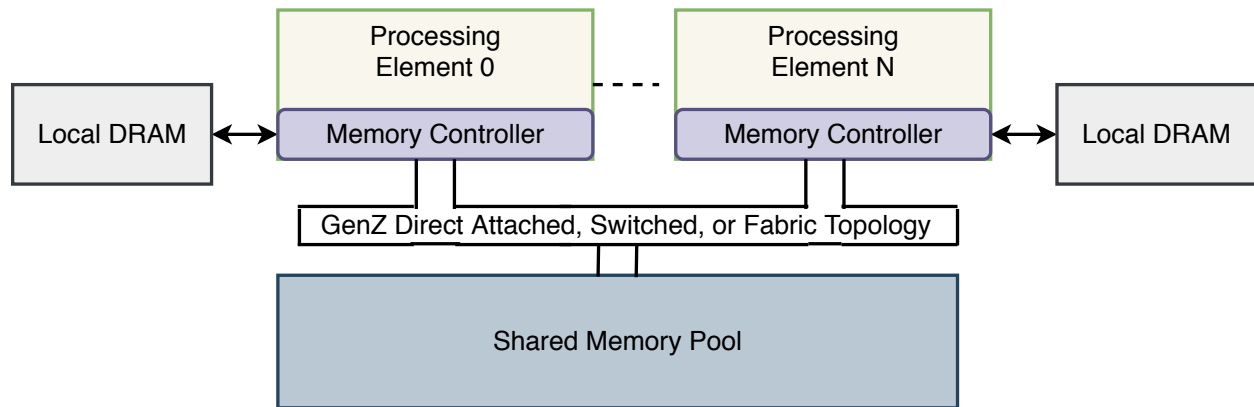 Processing
Element 0
Processing
Element N
Local DRAM
Memory Controller
Memory Controller
Local DRAM
GenZ Direct Attached, Switched, or Fabric Topology
Shared Memory Pool